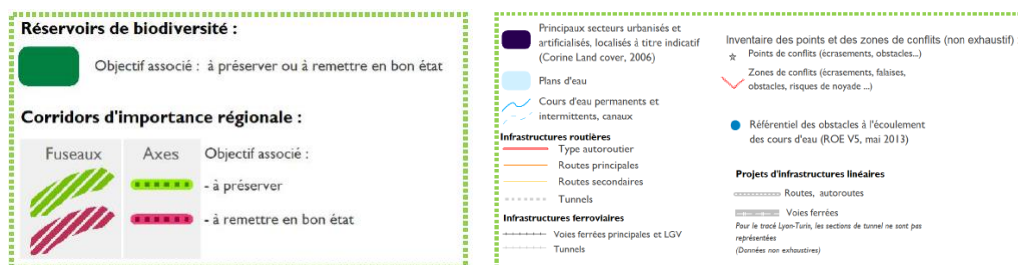 Réservoirs de biodiversité :
Objectif associé : à préserver ou à remettre en bon état
Corridors d'importance régionale :
Fuseaux
Axes
Objectif associé :
- à préserver
- à remettre en bon état
Principaux secteurs urbanisés et
artificialisés, localisés à titre indicatif
(Corine Land cover, 2006)
Plans d'eau
Cours d'eau permanents et
intermittents, canaux
Infrastructures routières
Type autoroutier
Routes principales
Routes secondaires
Tunnels
Infrastructures ferroviaires
Voies ferrées principales et LGV
Tunnels
Inventaire des points et des zones de conflits (non exhaustif)
Points de conflits (écrasements, obstacles...)
Zones de conflits (écrasements, falaises,
obstacles, risques de noyade ...)
Référentiel des obstacles à l'écoulement
des cours d'eau (ROE V5, mai 2013)
Projets d'infrastructures linéaires
Routes, autoroutes
Voies ferrées
Pour le tracé Lyon-Turin, les sections de tunnel ne sont pas
représentées
(Données non exhaustives)